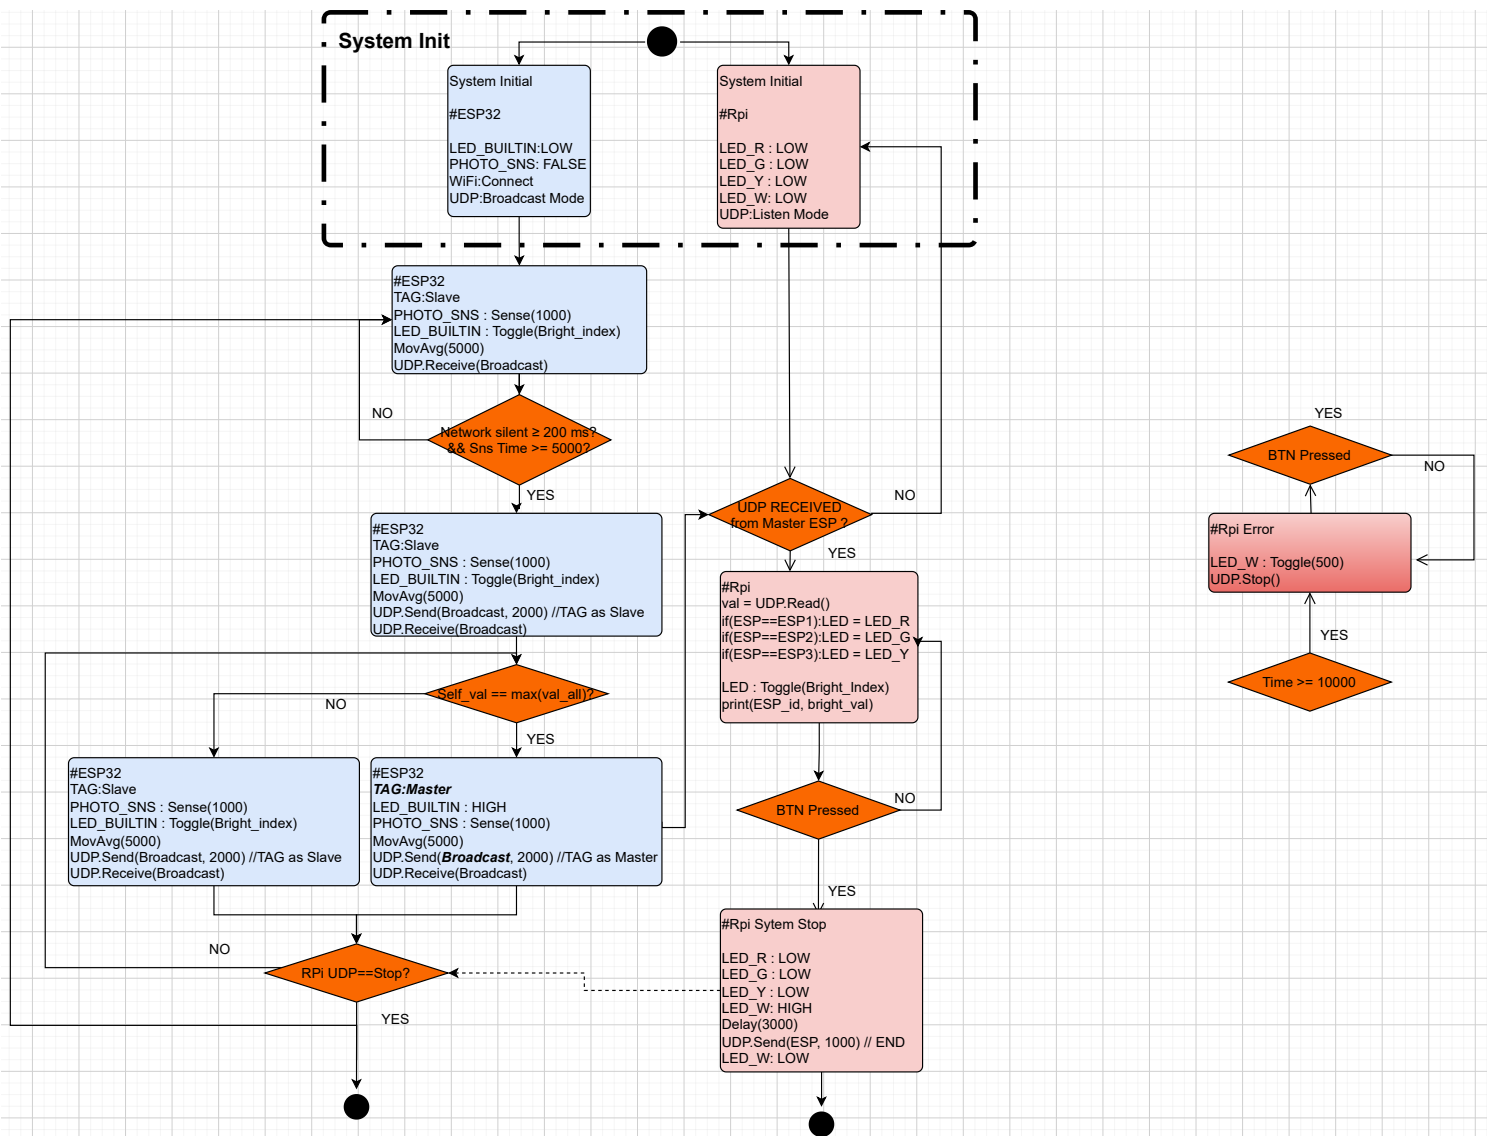 System Init
System Initial
#ESP32
LED_BUILTIN:LOW
PHOTO_SNS: FALSE
WiFi:Connect
UDP:Broadcast Mode
System Initial
#Rpi
LED_R : LOW
LED_G : LOW
LED_Y : LOW
LED_W: LOW
UDP:Listen Mode
#ESP32
TAG:Slave
PHOTO_SNS : Sense(1000)
LED_BUILTIN : Toggle(Bright_index)
MovAvg(5000)
UDP.Receive(Broadcast)
NO
Network silent ≥ 200 ms?
&& Sns Time >= 5000?
YES
#ESP32
TAG:Slave
PHOTO_SNS : Sense(1000)
LED_BUILTIN : Toggle(Bright_index)
MovAvg(5000)
UDP.Send(Broadcast, 2000) //TAG as Slave
UDP.Receive(Broadcast)
Self_val == max(val_all)?
NO
YES
#ESP32
TAG:Slave
PHOTO_SNS : Sense(1000)
LED_BUILTIN : Toggle(Bright_index)
MovAvg(5000)
UDP.Send(Broadcast, 2000) //TAG as Slave
UDP.Receive(Broadcast)
#ESP32
TAG:Master
LED_BUILTIN : HIGH
PHOTO_SNS : Sense(1000)
MovAvg(5000)
UDP.Send(Broadcast, 2000) //TAG as Master
UDP.Receive(Broadcast)
NO
RPi UDP==Stop?
YES
UDP RECEIVED
from Master ESP ?
NO
YES
#Rpi
val = UDP.Read()
if(ESP==ESP1):LED = LED_R
if(ESP==ESP2):LED = LED_G
if(ESP==ESP3):LED = LED_Y
LED : Toggle(Bright_Index)
print(ESP_id, bright_val)
BTN Pressed
NO
YES
#Rpi Sytem Stop
LED_R : LOW
LED_G : LOW
LED_Y : LOW
LED_W: HIGH
Delay(3000)
UDP.Send(ESP, 1000) // END
LED_W: LOW
YES
BTN Pressed
NO
#Rpi Error
LED_W : Toggle(500)
UDP.Stop()
YES
Time >= 10000